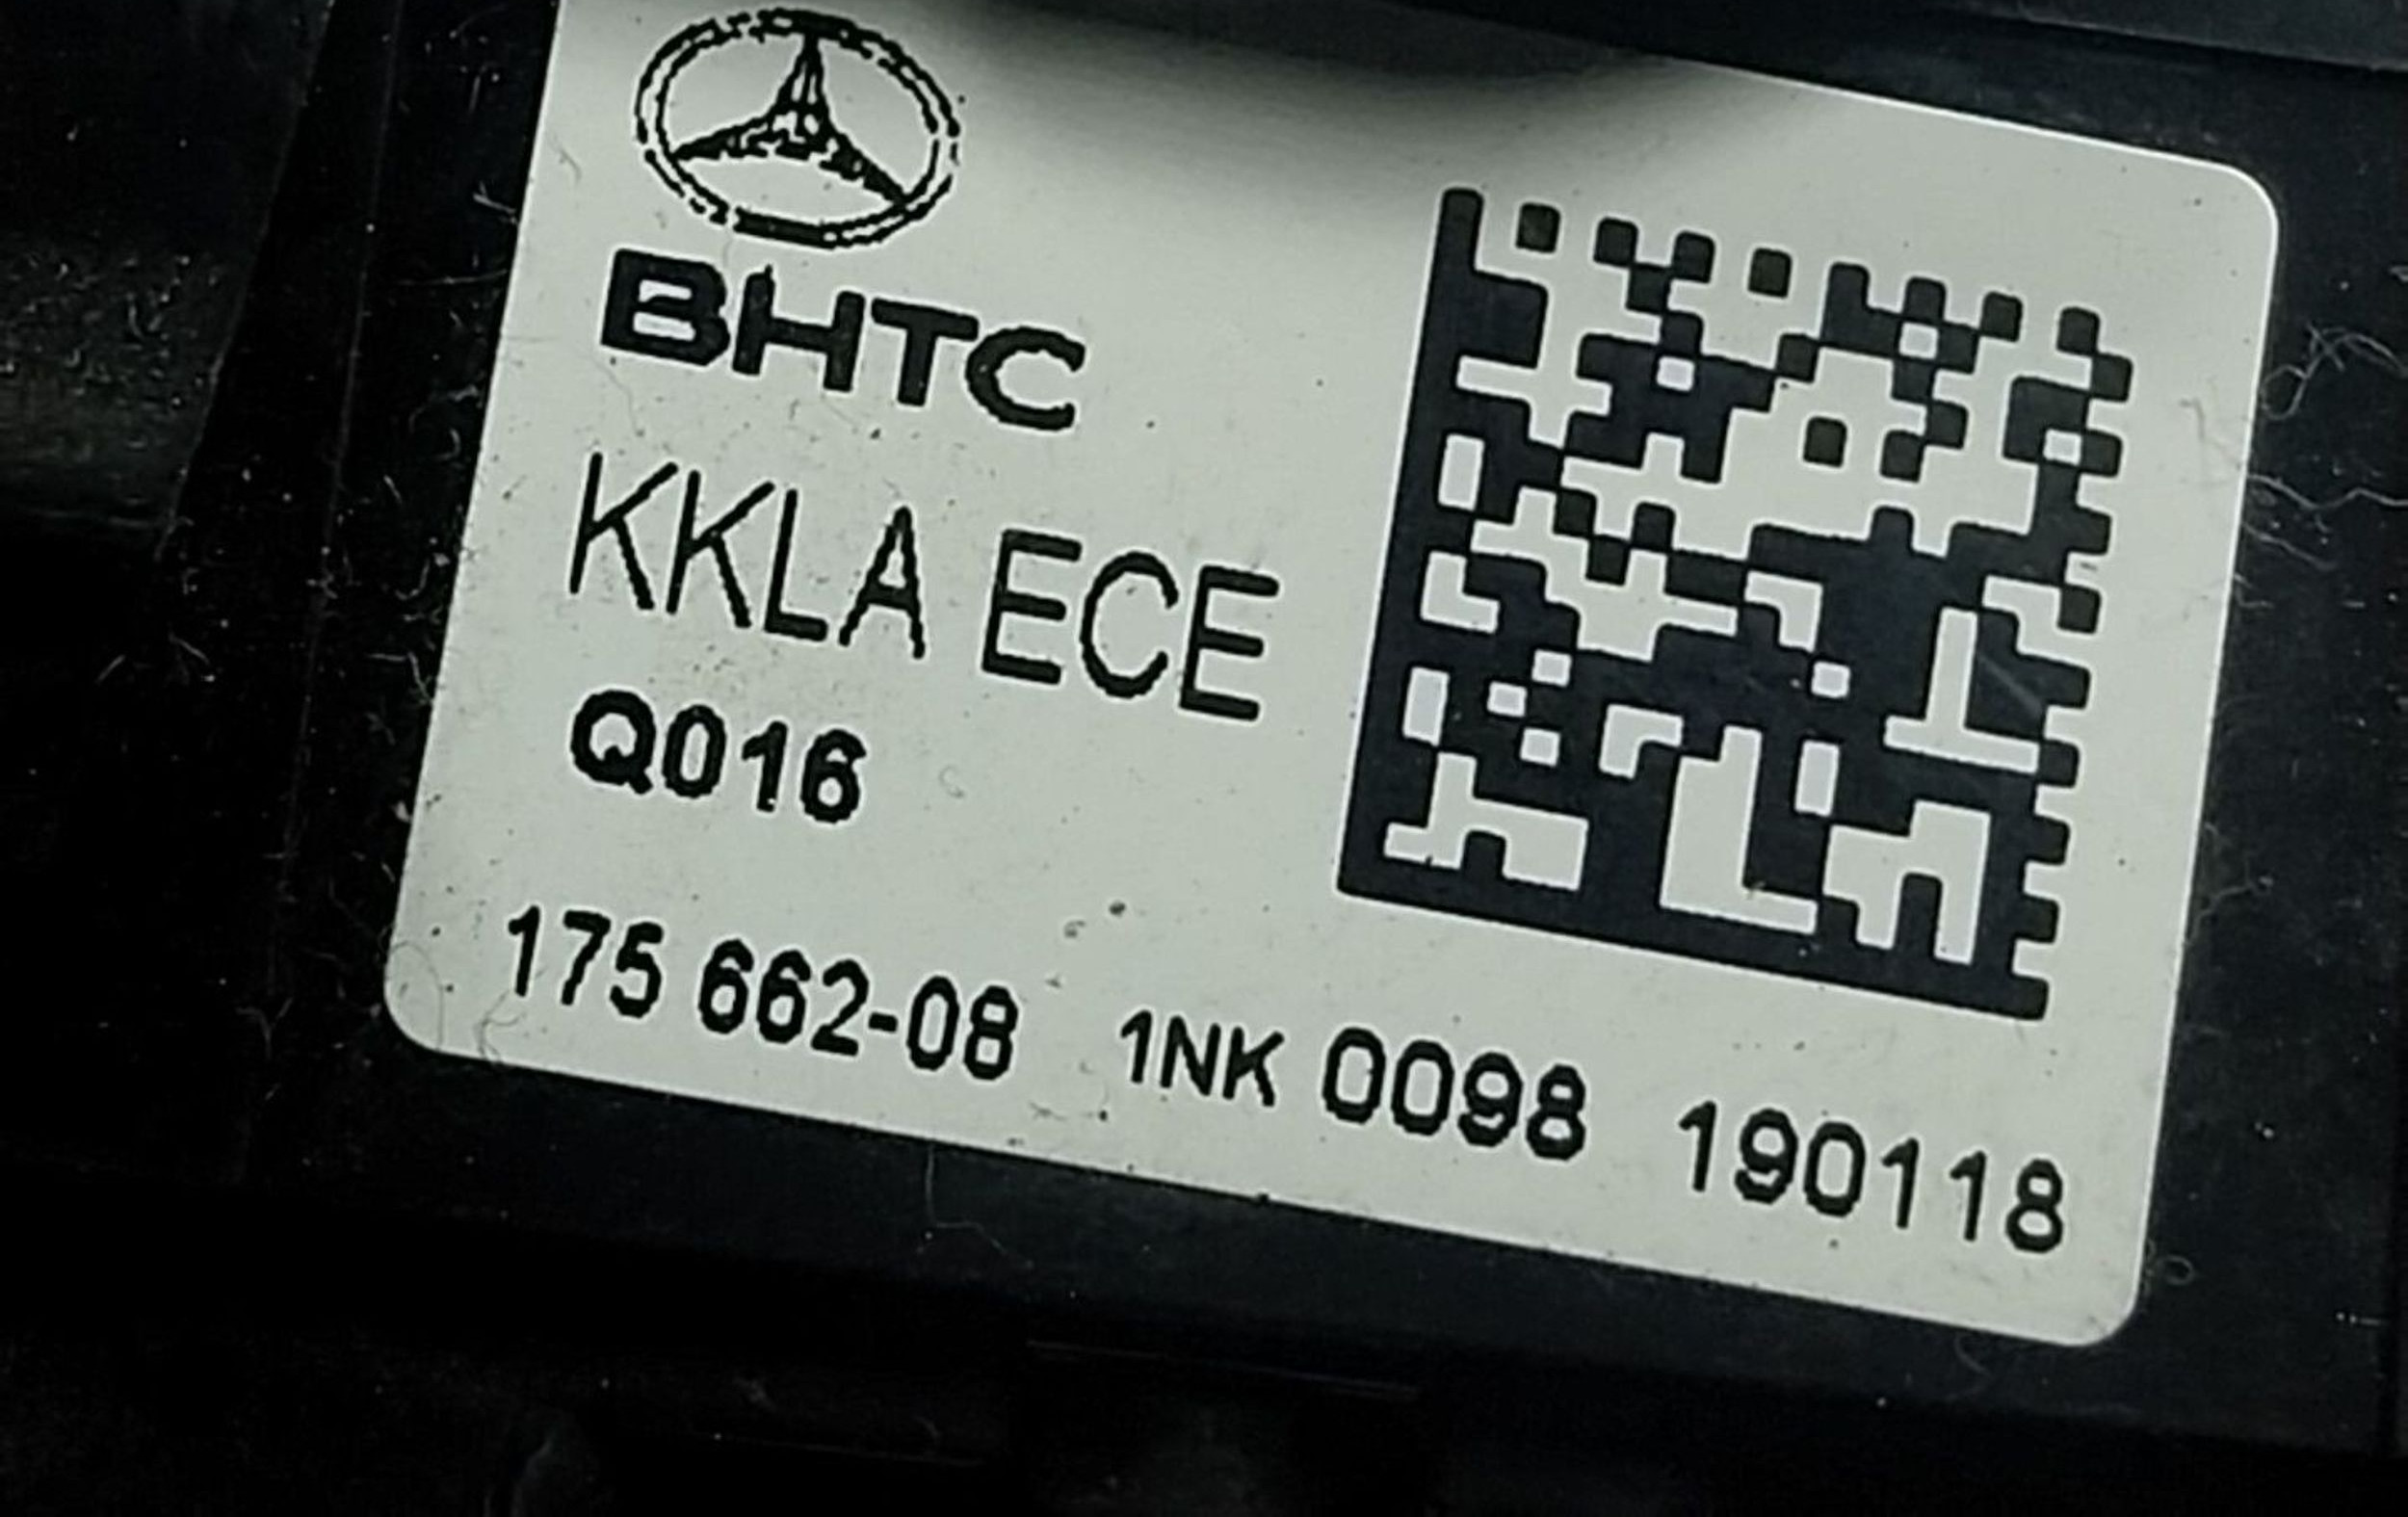 BHTC
KKLA ECE
Q016
175 662-08 1NK 0098 190118